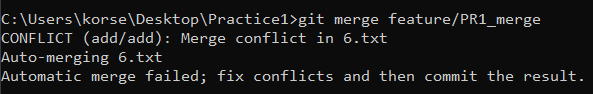 C:\Users\korse\Desktop\Practice1>git merge feature/PR1_merge
CONFLICT (add/add): Merge conflict in 6.txt
Auto-merging 6.txt
Automatic merge failed; fix conflicts and then commit the result.